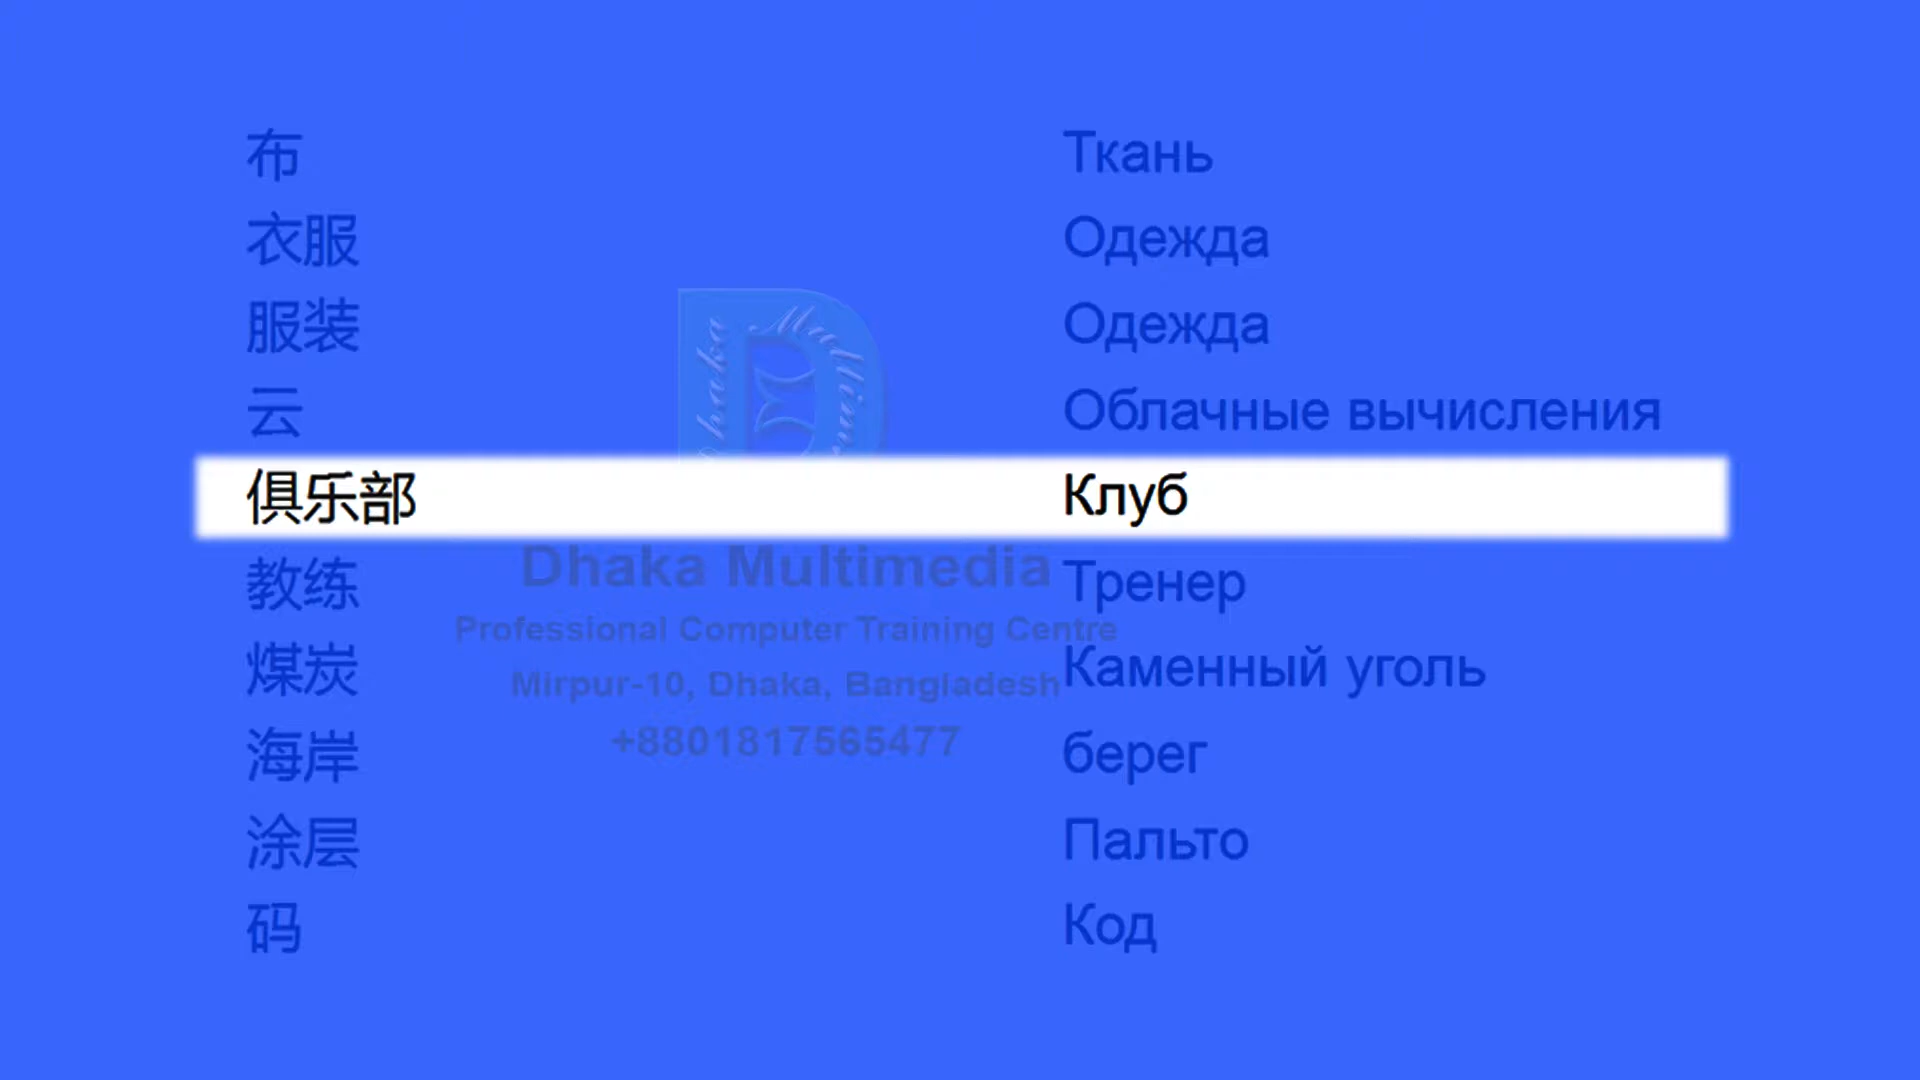 布 Ткань
衣服 Одежда
服装 Одежда
云 Облачные вычисления
俱乐部 Клуб
Dhaka Multimedia
教练 Тренер
Professional Computer Training Centre
煤炭 Каменный уголь
Mirpur-10, Dhaka, Bangladesh
+8801817565477
海岸 берег
涂层 Пальто
码 Код